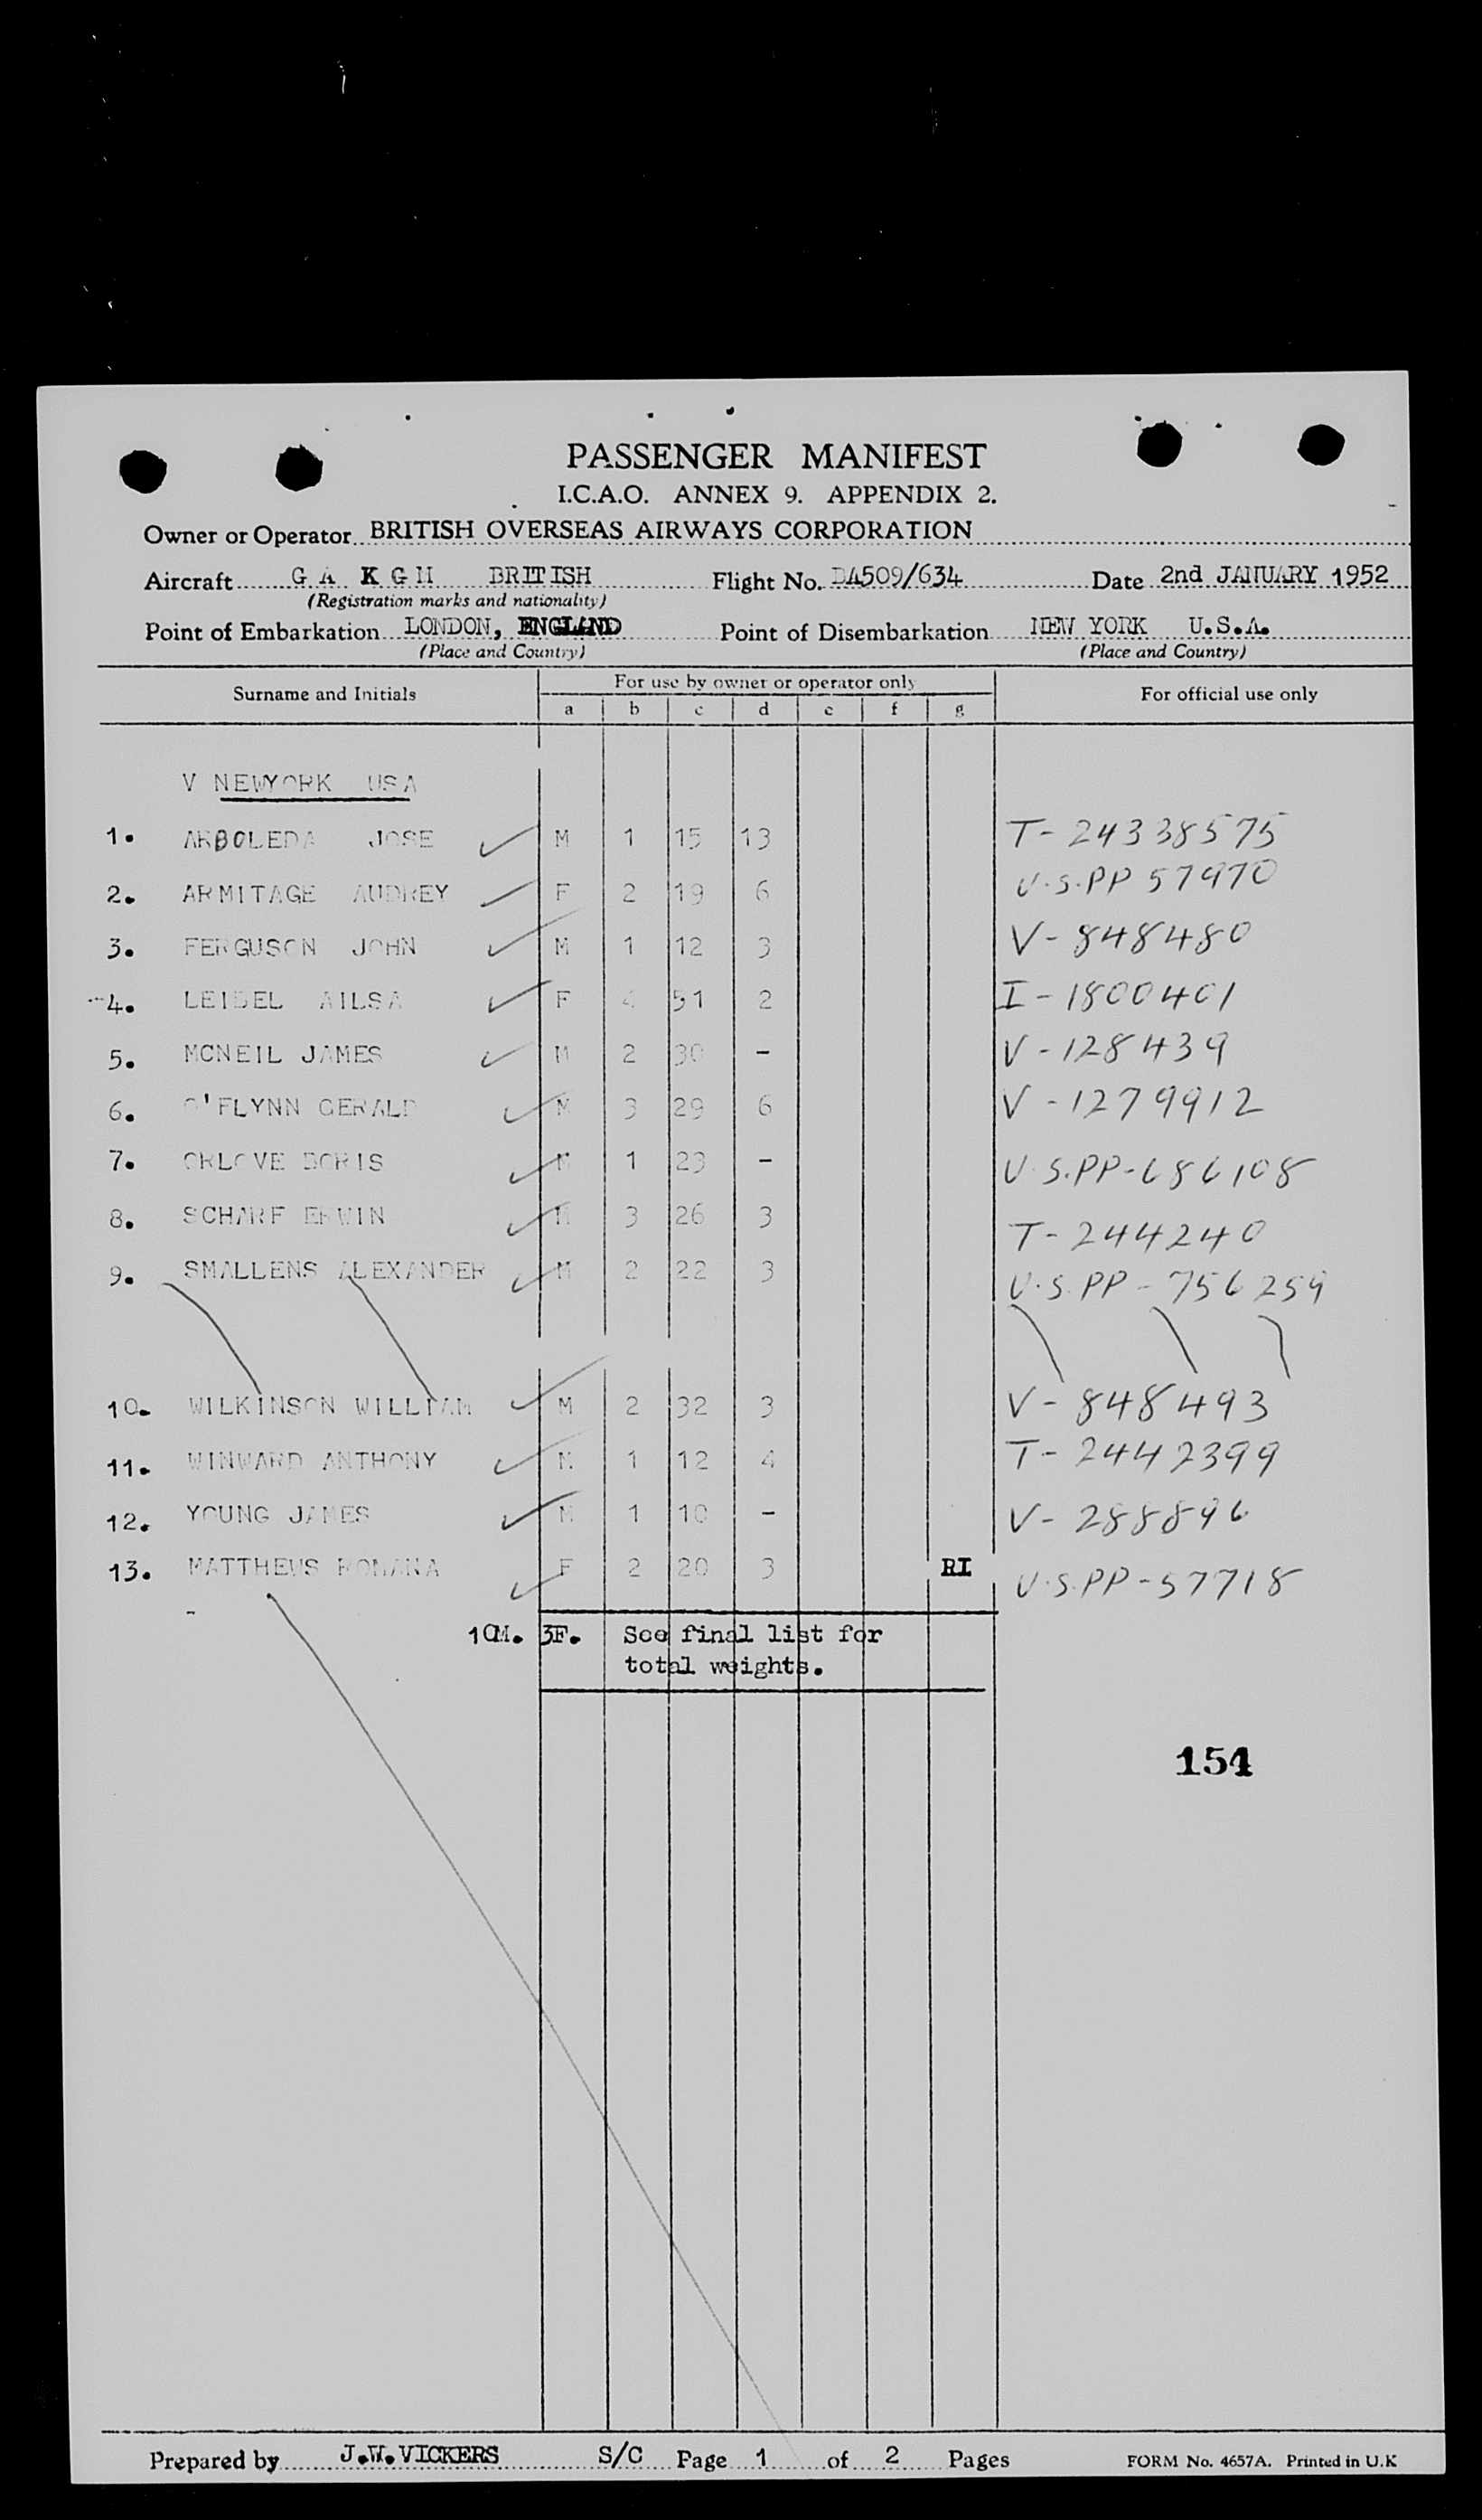 PASSENGER MANIFEST
I.C.A.O. ANNEX 9. APPENDIX 2.
Owner or Operator BRITISH OVERSEAS AIRWAYS CORPORATION
Aircraft G A K G H BRITISH Flight No. BA509/634 Date 2nd JANUARY 1952
(Registration marks and nationality)
Point of Embarkation LONDON, ENGLAND Point of Disembarkation NEW YORK U.S.A.
(Place and Country) (Place and Country)
Surname and Initials For use by owner or operator only For official use only
a b c d e f g
V NEWYORK USA
1. ARBOLEDA JOSE M 1 15 13 T-24338575
2. ARMITAGE AUDREY F 2 19 6 U.S.PP 57970
3. FERGUSON JOHN M 1 12 3 V-848480
4. LEIDEL AILSA F 4 51 2 I-1800401
5. MCNEIL JAMES M 2 30 - V-128439
6. O'FLYNN GERALD M 3 29 6 V-1279912
7. ORLOVE BORIS M 1 23 - U.S.PP-686108
8. SCHARF ERWIN M 3 26 3 T-244240
9. SMALLENS ALEXANDER M 2 22 3 U.S.PP-756259
10. WILKINSON WILLIAM M 2 32 3 V-848493
11. WINWARD ANTHONY M 1 12 4 T-2442399
12. YOUNG JAMES M 1 10 - V-288896
13. MATTHEWS ROMANA F 2 20 3 RI U.S.PP-57718
10M. 3F. See final list for
total weights.
154
Prepared by J.W.VICKERS S/C Page 1 of 2 Pages FORM No. 4657A. Printed in U.K